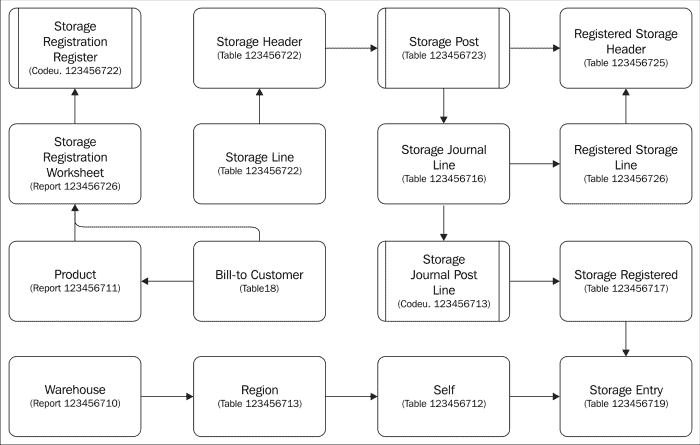 Storage
Registration
Register
(Codeu. 123456722)
Storage Header
(Table 123456722)
Storage Post
(Table 123456723)
Registered Storage
Header
(Table 123456725)
Storage
Registration
Worksheet
(Report 123456726)
Storage Line
(Table 123456722)
Storage Journal
Line
(Table 123456716)
Registered Storage
Line
(Table 123456726)
Product
(Report 123456711)
Bill-to Customer
(Table18)
Storage
Journal Post
Line
(Codeu. 123456713)
Storage Registered
(Table 123456717)
Warehouse
(Report 123456710)
Region
(Table 123456713)
Self
(Table 123456712)
Storage Entry
(Table 123456719)